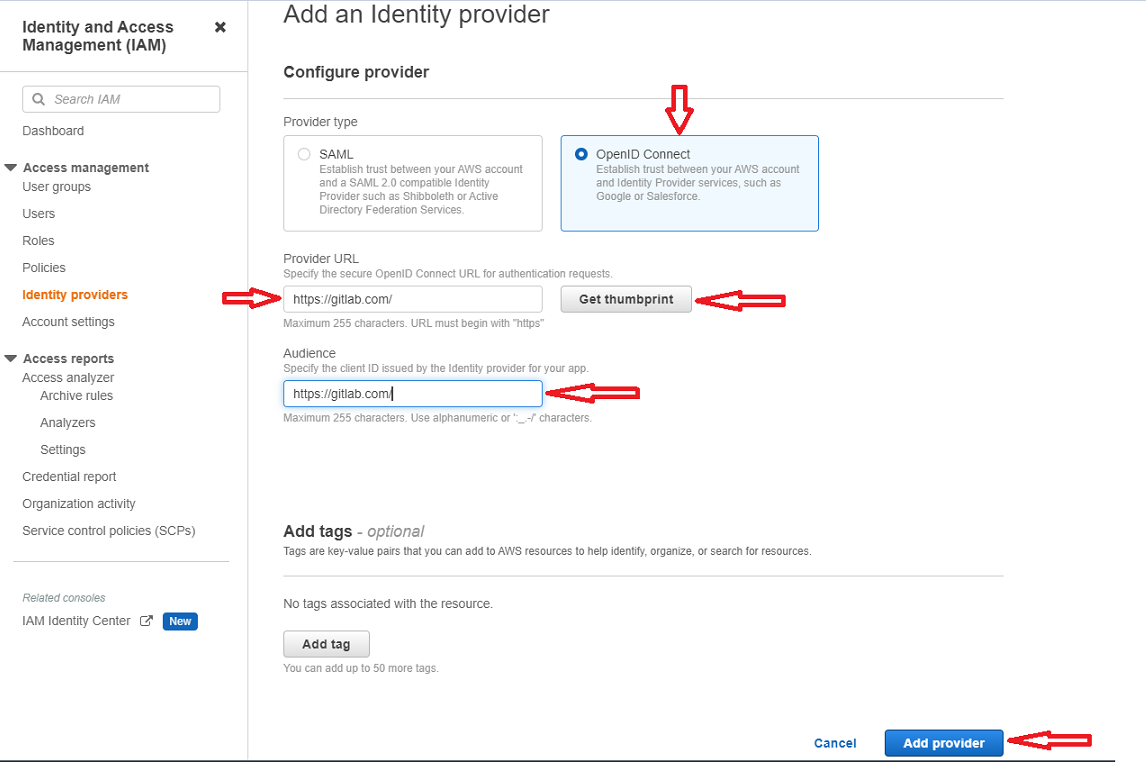 Identity and Access
Management (IAM)
Search IAM
Dashboard
Access management
User groups
Users
Roles
Policies
Identity providers
Account settings
Access reports
Access analyzer
Archive rules
Analyzers
Settings
Credential report
Organization activity
Service control policies (SCPs)
Related consoles
IAM Identity Center New
Add an Identity provider
Configure provider
Provider type
SAML
Establish trust between your AWS account
and a SAML 2.0 compatible Identity
Provider such as Shibboleth or Active
Directory Federation Services.
OpenID Connect
Establish trust between your AWS account
and Identity Provider services, such as
Google or Salesforce.
Provider URL
Specify the secure OpenID Connect URL for authentication requests.
https://gitlab.com/
Get thumbprint
Maximum 255 characters. URL must begin with "https"
Audience
Specify the client ID issued by the Identity provider for your app.
https://gitlab.com/
Maximum 255 characters. Use alphanumeric or ':_.-/' characters.
Add tags - optional
Tags are key-value pairs that you can add to AWS resources to help identify, organize, or search for resources.
No tags associated with the resource.
Add tag
You can add up to 50 more tags.
Cancel
Add provider